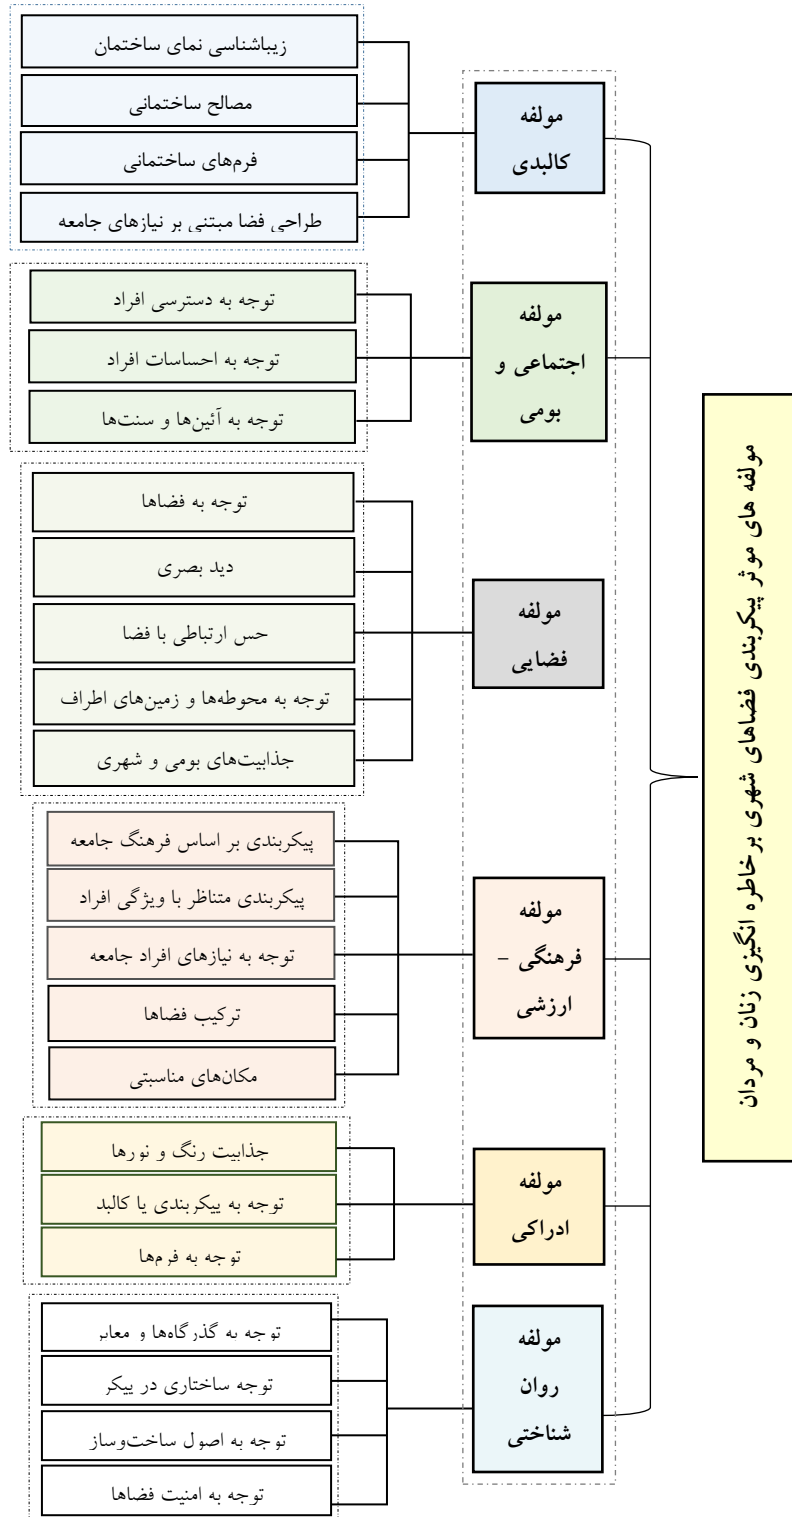 مولفه های موثر پیکربندی فضاهای شهری برخاطره انگیزی زنان و مردان
مولفه
کالبدی
زیباشناسی نمای ساختمان
مصالح ساختمانی
فرم‌های ساختمانی
طراحی فضا مبتنی بر نیازهای جامعه
مولفه
اجتماعی و
بومی
توجه به دسترسی افراد
توجه به احساسات افراد
توجه به آئین‌ها و سنت‌ها
مولفه
فضایی
توجه به فضاها
دید بصری
حس ارتباطی با فضا
توجه به محوطه‌ها و زمین‌های اطراف
جذابیت‌های بومی و شهری
مولفه
فرهنگی –
ارزشی
پیکربندی بر اساس فرهنگ جامعه
پیکربندی متناظر با ویژگی افراد
توجه به نیازهای افراد جامعه
ترکیب فضاها
مکان‌های مناسبتی
مولفه
ادراکی
جذابیت رنگ و نورها
توجه به پیکربندی یا کالبد
توجه به فرم‌ها
مولفه
روان
شناختی
توجه به گذرگاه‌ها و معابر
توجه ساختاری در پیکر
توجه به اصول ساخت‌وساز
توجه به امنیت فضاها